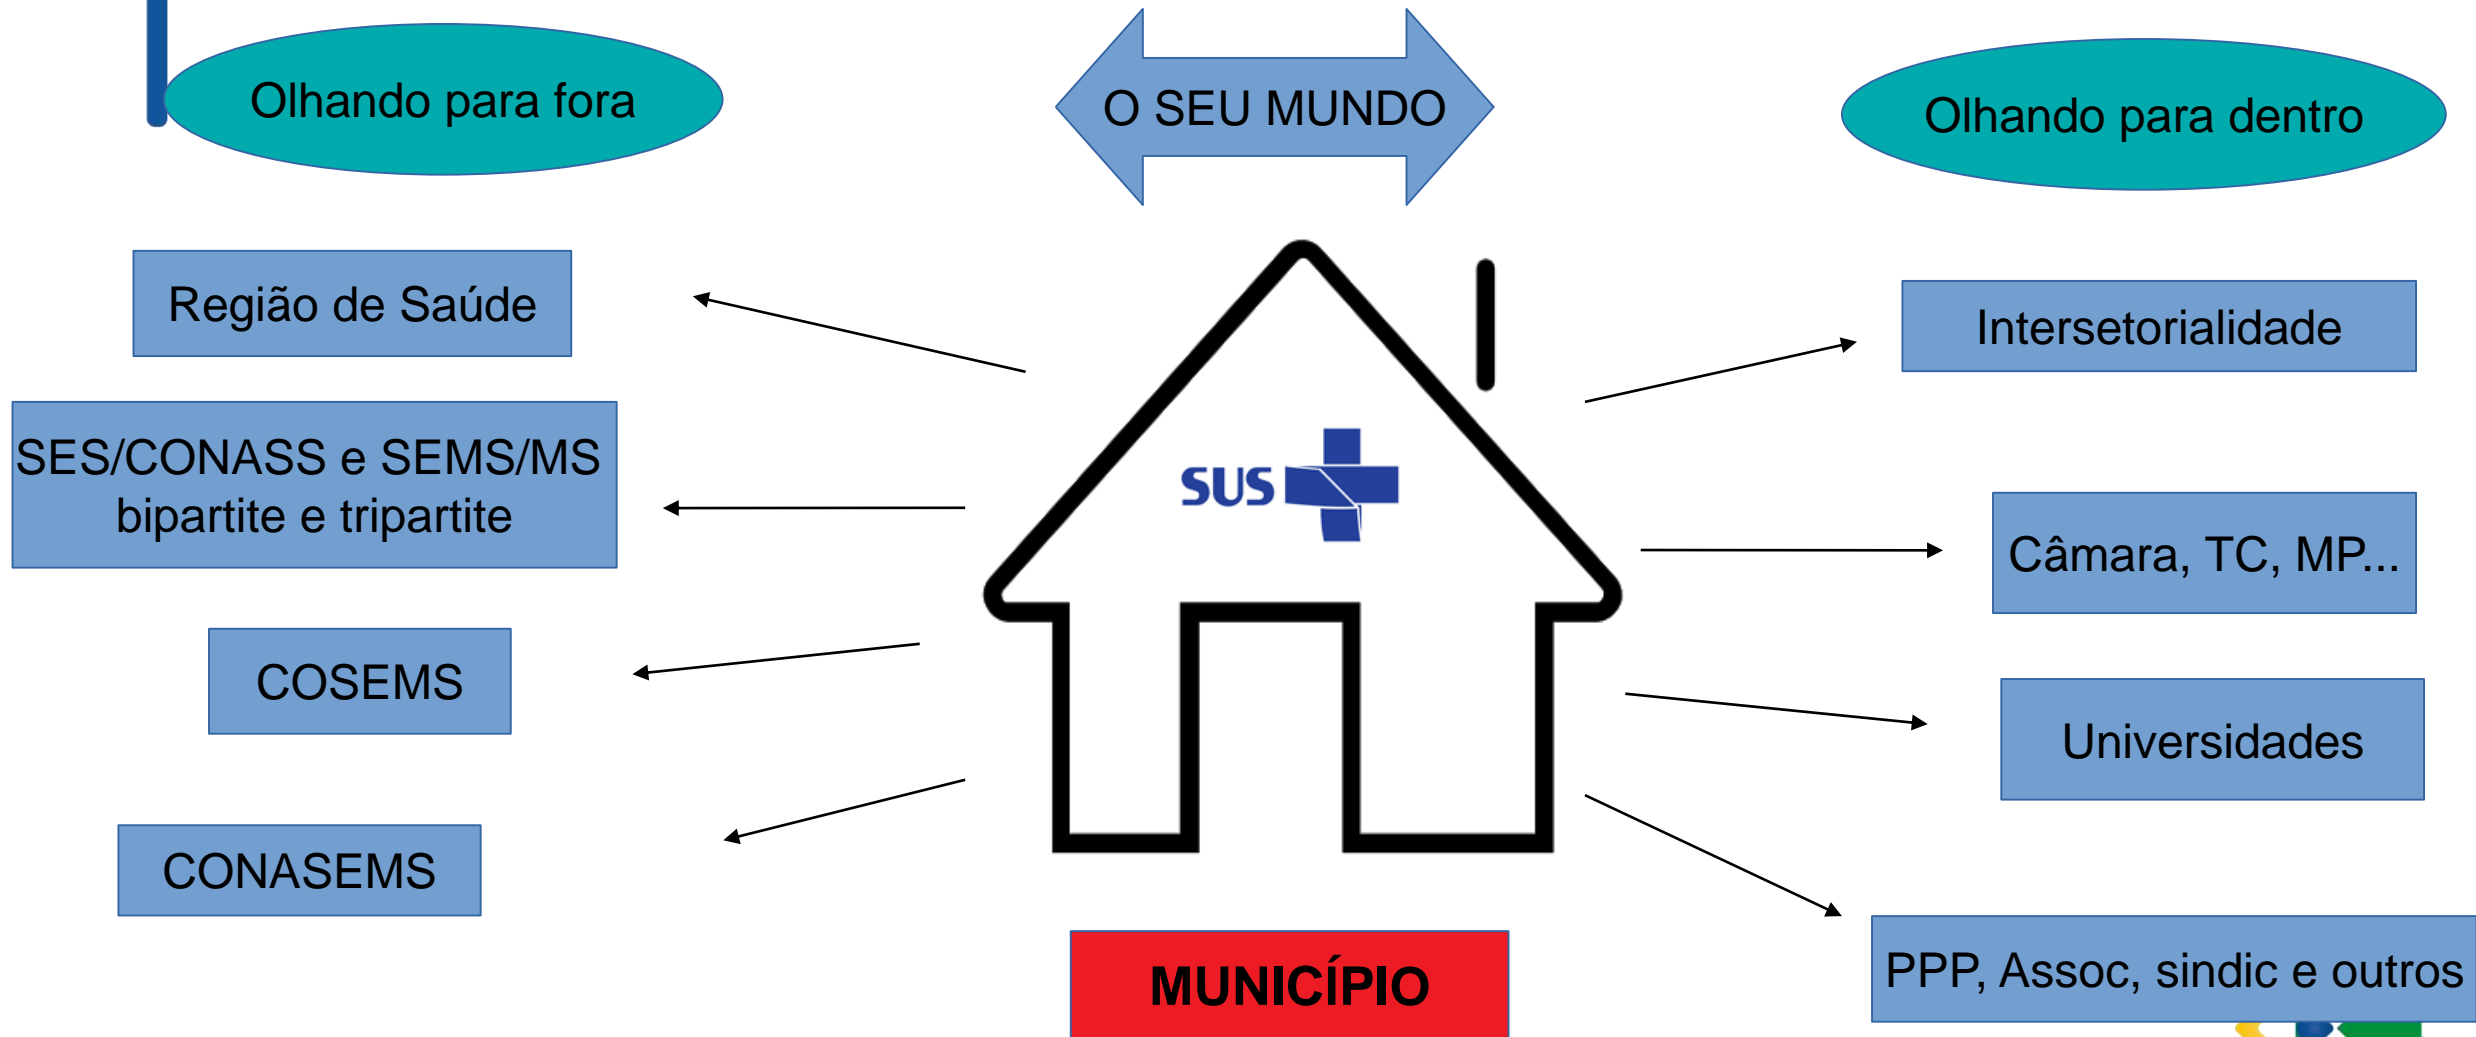 Olhando para fora
O SEU MUNDO
Olhando para dentro
Região de Saúde
Intersetorialidade
SES/CONASS e SEMS/MS
bipartite e tripartite
SUS
Câmara, TC, MP...
COSEMS
Universidades
CONASEMS
PPP, Assoc, sindic e outros
MUNICÍPIO